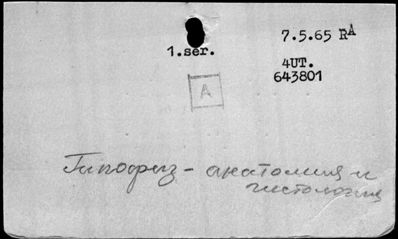 7.5.65 RA
1.ser.
4UT.
643801
A
Гипофиз - анатомия и
гистология